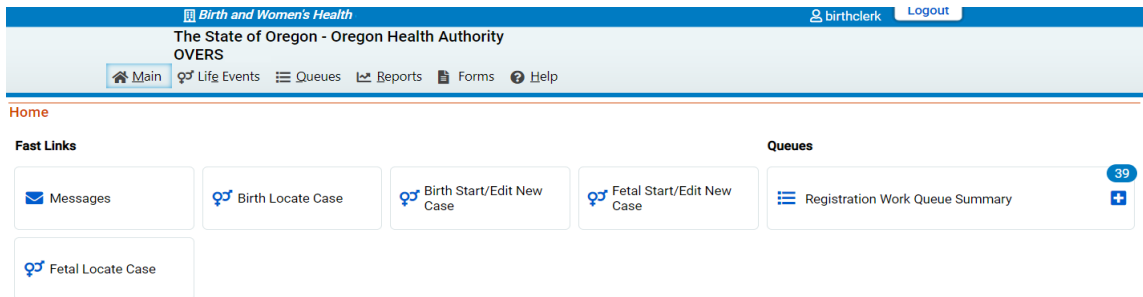 Birth and Women's Health
birthclerk
Logout
The State of Oregon - Oregon Health Authority
OVERS
Main Life Events Queues Reports Forms Help
Home
Fast Links
Queues
Messages
Birth Locate Case
Birth Start/Edit New
Case
Fetal Start/Edit New
Case
Registration Work Queue Summary
39
Fetal Locate Case